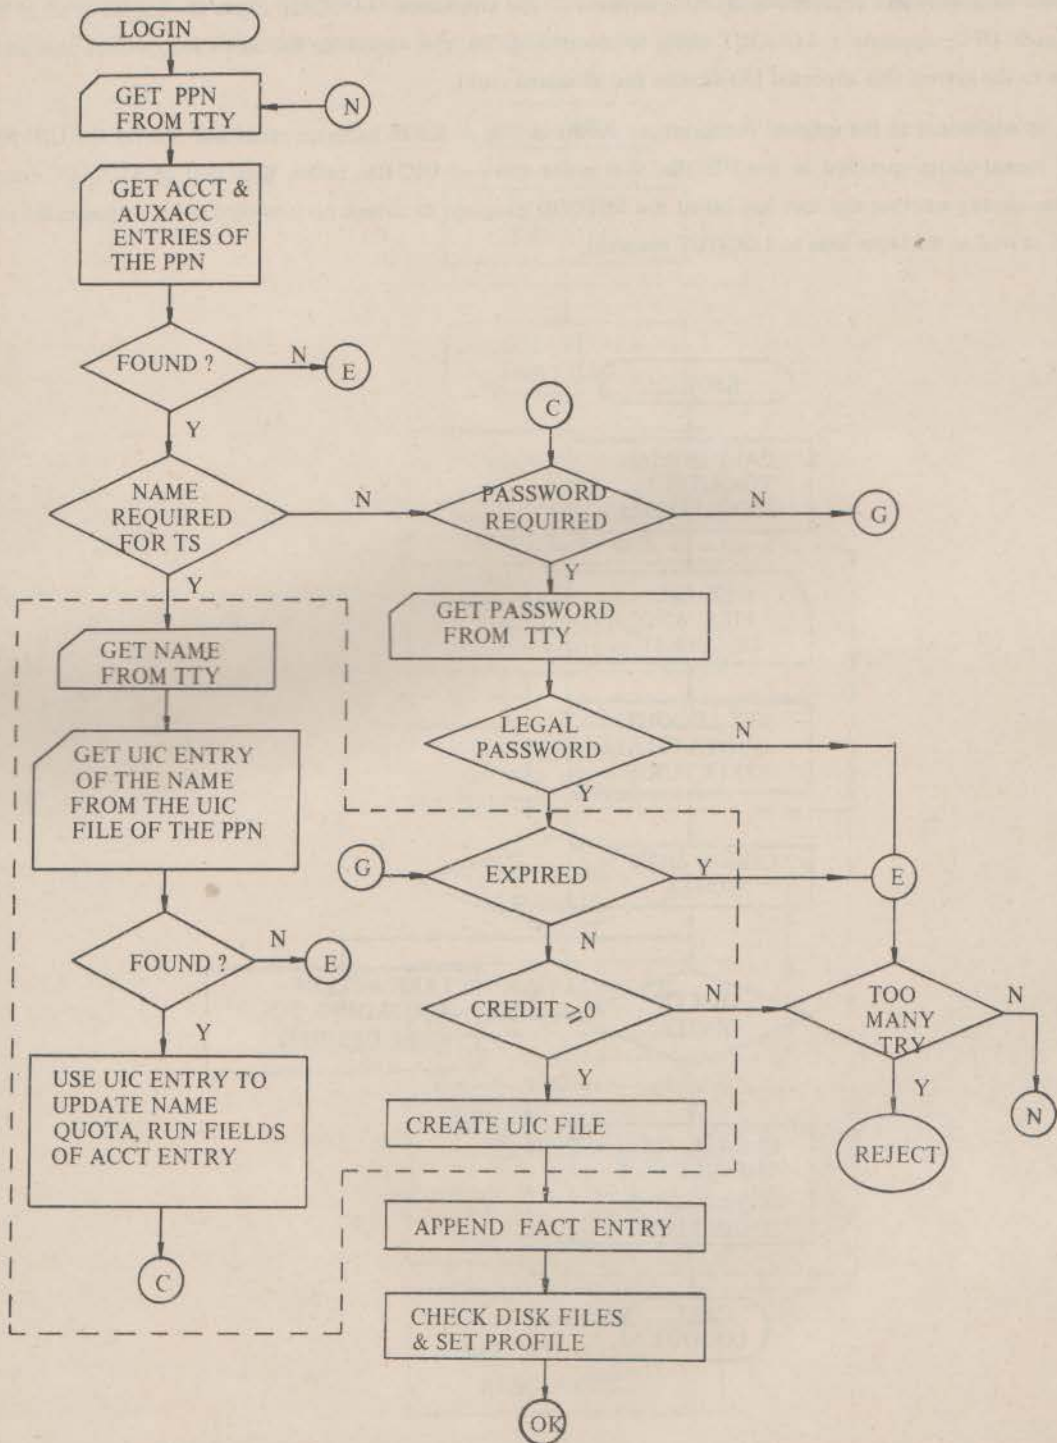 LOGIN
GET PPN
FROM TTY
N
GET ACCT &
AUXACC
ENTRIES OF
THE PPN
FOUND ?
N
E
Y
NAME
REQUIRED
FOR TS
N
Y
GET NAME
FROM TTY
GET UIC ENTRY
OF THE NAME
FROM THE UIC
FILE OF THE PPN
FOUND ?
N
E
Y
USE UIC ENTRY TO
UPDATE NAME
QUOTA, RUN FIELDS
OF ACCT ENTRY
C
C
PASSWORD
REQUIRED
N
G
Y
GET PASSWORD
FROM TTY
LEGAL
PASSWORD
N
Y
G
EXPIRED
Y
E
N
CREDIT ≥0
N
TOO
MANY
TRY
N
N
Y
REJECT
Y
CREATE UIC FILE
APPEND FACT ENTRY
CHECK DISK FILES
& SET PROFILE
OK